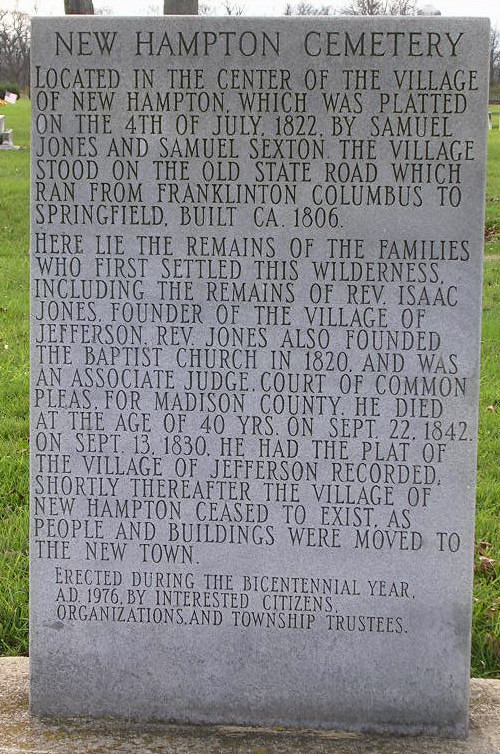 NEW HAMPTON CEMETERY
LOCATED IN THE CENTER OF THE VILLAGE
OF NEW HAMPTON, WHICH WAS PLATTED
ON THE 4TH OF JULY, 1822, BY SAMUEL
JONES AND SAMUEL SEXTON. THE VILLAGE
STOOD ON THE OLD STATE ROAD WHICH
RAN FROM FRANKLINTON COLUMBUS TO
SPRINGFIELD, BUILT CA. 1806.
HERE LIE THE REMAINS OF THE FAMILIES
WHO FIRST SETTLED THIS WILDERNESS,
INCLUDING THE REMAINS OF REV. ISAAC
JONES, FOUNDER OF THE VILLAGE OF
JEFFERSON. REV. JONES ALSO FOUNDED
THE BAPTIST CHURCH IN 1820, AND WAS
AN ASSOCIATE JUDGE, COURT OF COMMON
PLEAS, FOR MADISON COUNTY. HE DIED
AT THE AGE OF 40 YRS. ON SEPT. 22, 1842.
ON SEPT. 13, 1830, HE HAD THE PLAT OF
THE VILLAGE OF JEFFERSON RECORDED;
SHORTLY THEREAFTER THE VILLAGE OF
NEW HAMPTON CEASED TO EXIST, AS
PEOPLE AND BUILDINGS WERE MOVED TO
THE NEW TOWN.
ERECTED DURING THE BICENTENNIAL YEAR,
A.D. 1976, BY INTERESTED CITIZENS,
ORGANIZATIONS, AND TOWNSHIP TRUSTEES.